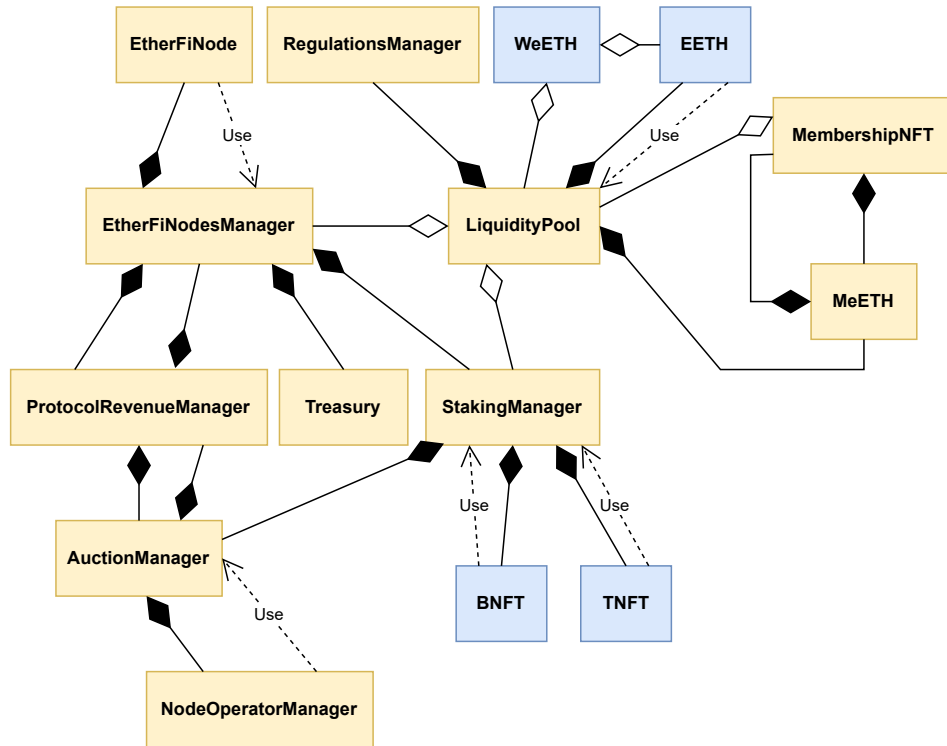 EtherFiNode
RegulationsManager
WeETH
EETH
Use
Use
MembershipNFT
EtherFiNodesManager
LiquidityPool
MeETH
ProtocolRevenueManager
Treasury
StakingManager
Use
Use
AuctionManager
BNFT
TNFT
Use
NodeOperatorManager